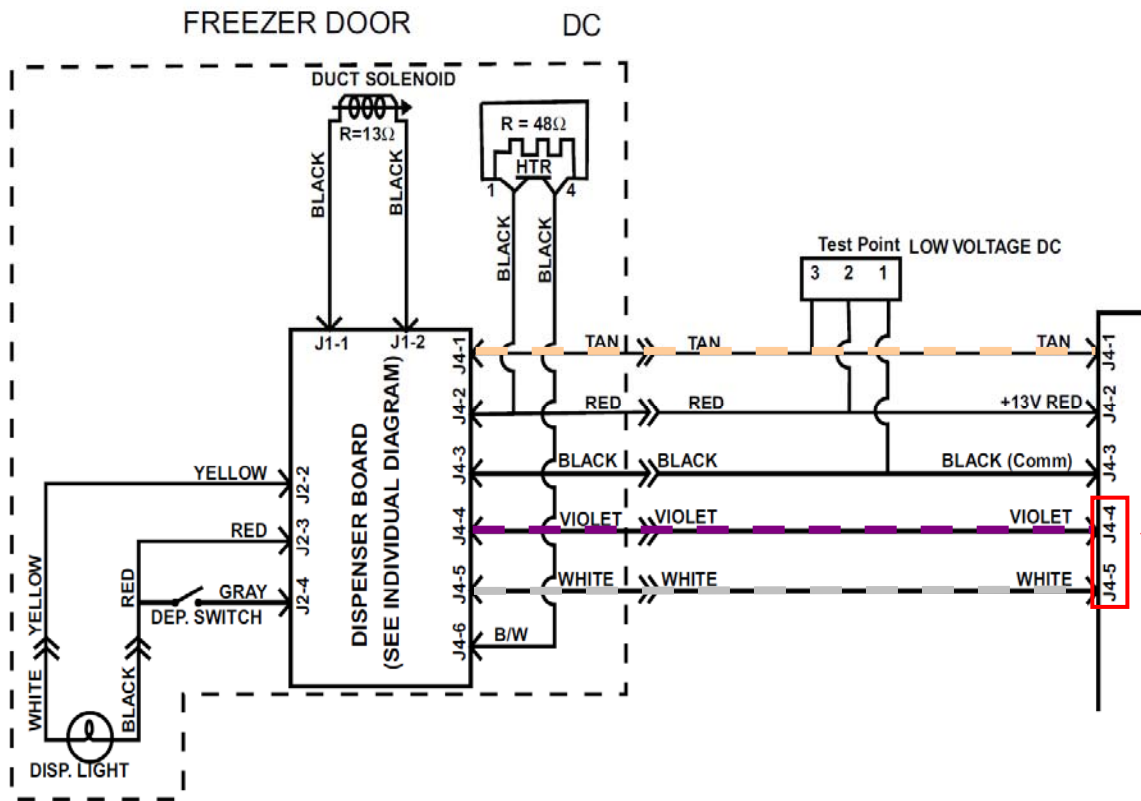 FREEZER DOOR
DC
DUCT SOLENOID
R=13Ω
BLACK
BLACK
R = 48Ω
HTR
1
4
BLACK
BLACK
Test Point
LOW VOLTAGE DC
3 2 1
J1-1
J1-2
J4-1
TAN
TAN
TAN
J4-1
J4-2
RED
RED
+13V RED
J4-2
J4-3
BLACK
BLACK
BLACK (Comm)
J4-3
J4-4
VIOLET
VIOLET
VIOLET
J4-4
J4-5
WHITE
WHITE
WHITE
J4-5
J4-6
B/W
DISPENSER BOARD
(SEE INDIVIDUAL DIAGRAM)
YELLOW
J2-2
RED
J2-3
GRAY
J2-4
DEP. SWITCH
YELLOW
RED
WHITE
BLACK
DISP. LIGHT